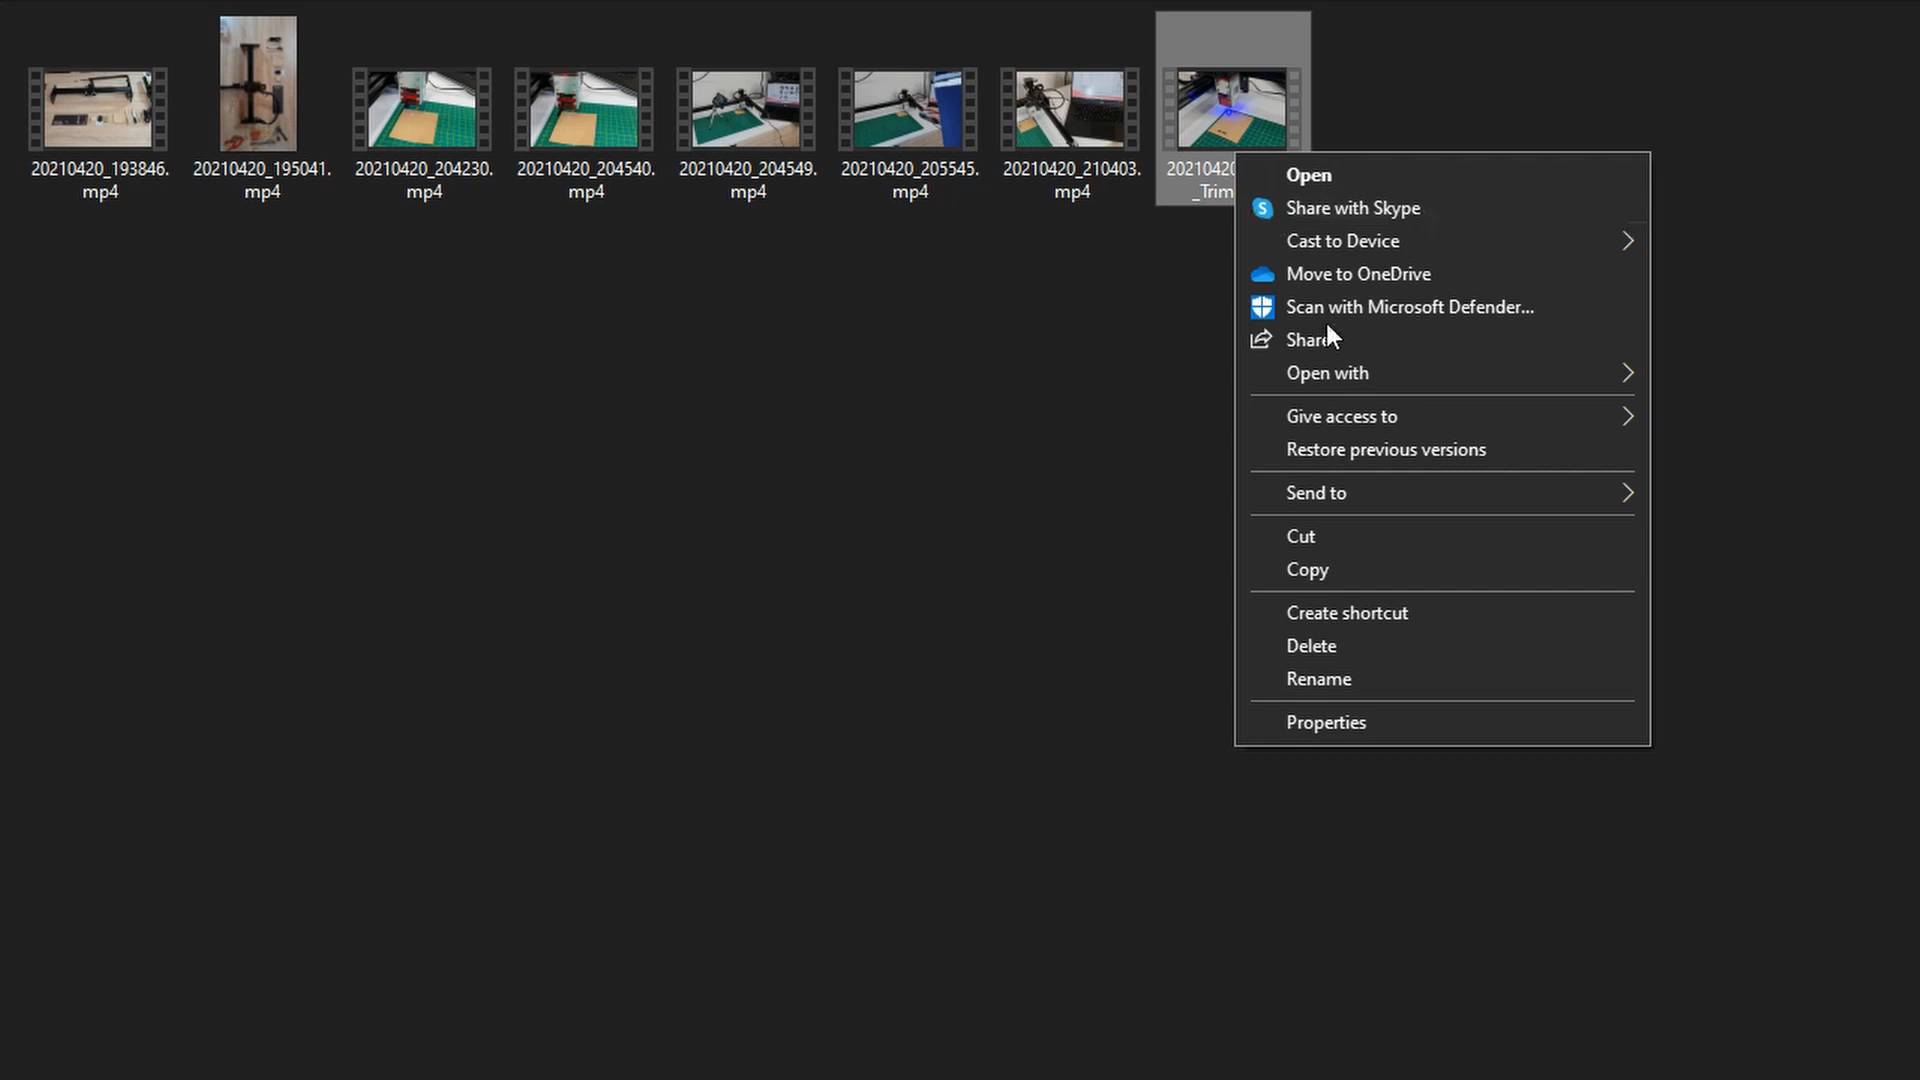 20210420_193846.
mp4
20210420_195041.
mp4
20210420_204230.
mp4
20210420_204540.
mp4
20210420_204549.
mp4
20210420_205545.
mp4
20210420_210403.
mp4
20210420
_Trim
Open
Share with Skype
Cast to Device
Move to OneDrive
Scan with Microsoft Defender...
Share
Open with
Give access to
Restore previous versions
Send to
Cut
Copy
Create shortcut
Delete
Rename
Properties